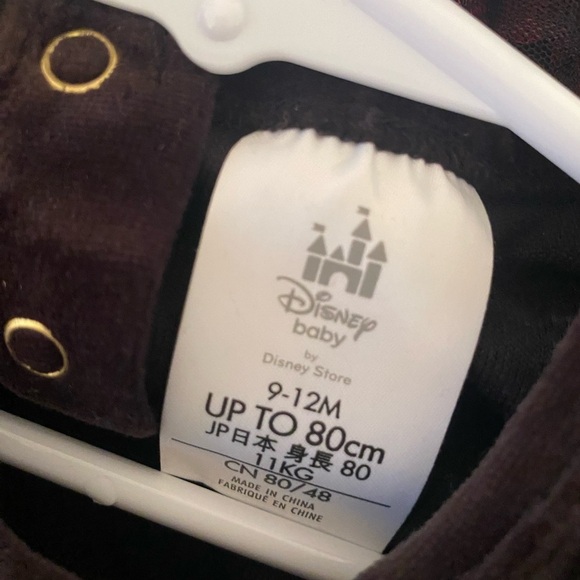 Disney
baby
by
Disney Store
9-12M
UP TO 80cm
JP日本 身長 80
11KG
CN 80/48
MADE IN CHINA
FABRIQUÉ EN CHINE